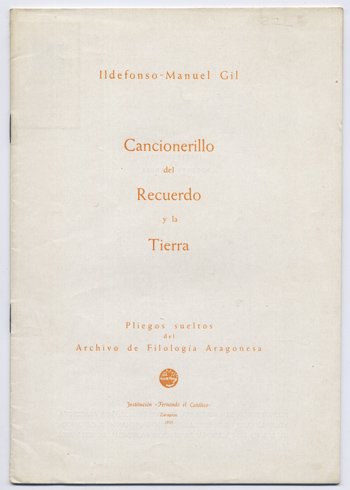 Ildefonso-Manuel Gil
Cancionerillo
del
Recuerdo
y la
Tierra
Pliegos sueltos
del
Archivo de Filología Aragonesa
Institución «Fernando el Católico»
Zaragoza